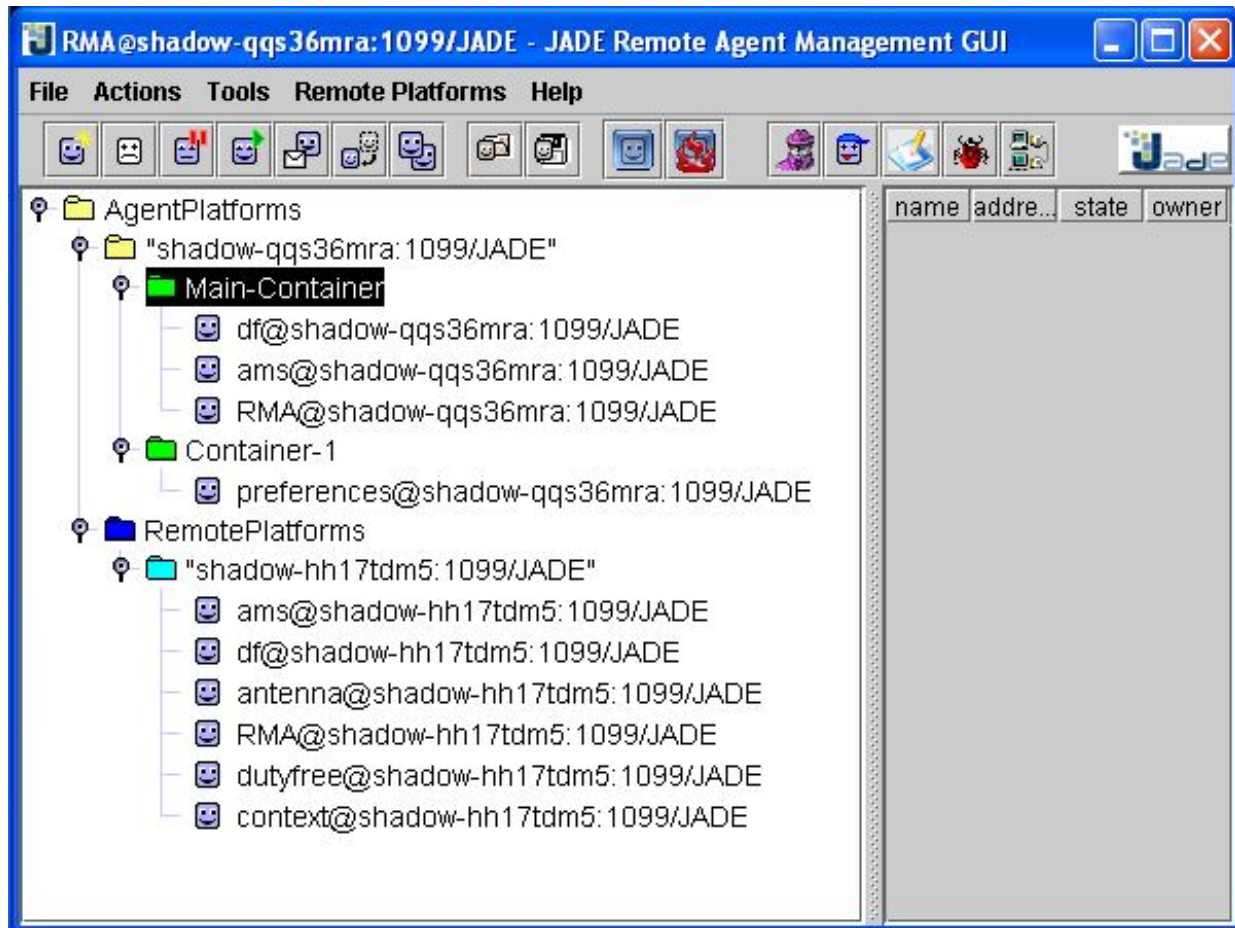 RMA@shadow-qqs36mra:1099/JADE - JADE Remote Agent Management GUI
File Actions Tools Remote Platforms Help
Jade
AgentPlatforms
name addre... state owner
"shadow-qqs36mra:1099/JADE"
Main-Container
df@shadow-qqs36mra:1099/JADE
ams@shadow-qqs36mra:1099/JADE
RMA@shadow-qqs36mra:1099/JADE
Container-1
preferences@shadow-qqs36mra:1099/JADE
RemotePlatforms
"shadow-hh17tdm5:1099/JADE"
ams@shadow-hh17tdm5:1099/JADE
df@shadow-hh17tdm5:1099/JADE
antenna@shadow-hh17tdm5:1099/JADE
RMA@shadow-hh17tdm5:1099/JADE
dutyfree@shadow-hh17tdm5:1099/JADE
context@shadow-hh17tdm5:1099/JADE